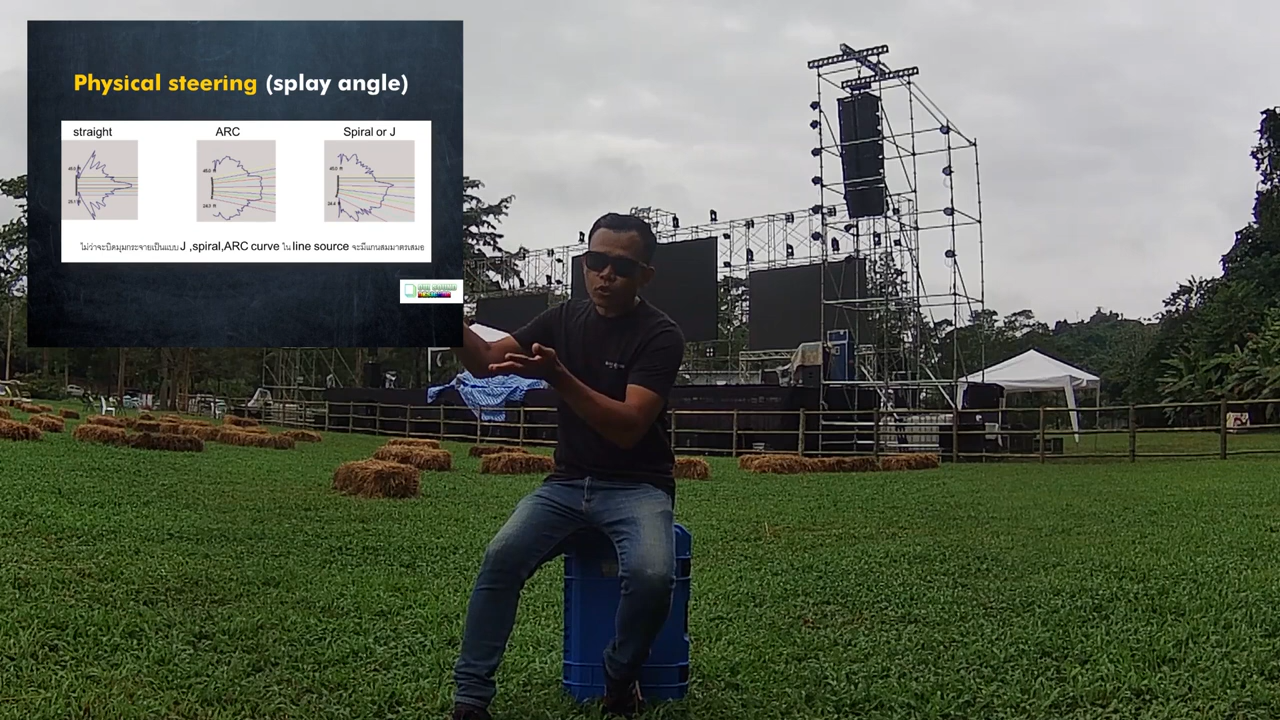 Physical steering (splay angle)
straight ARC Spiral or J
ไม่ว่าจะบิดมุมกระจายเป็นแบบ J ,spiral,ARC curve ใน line source จะมีแกนสมมาตรเสมอ